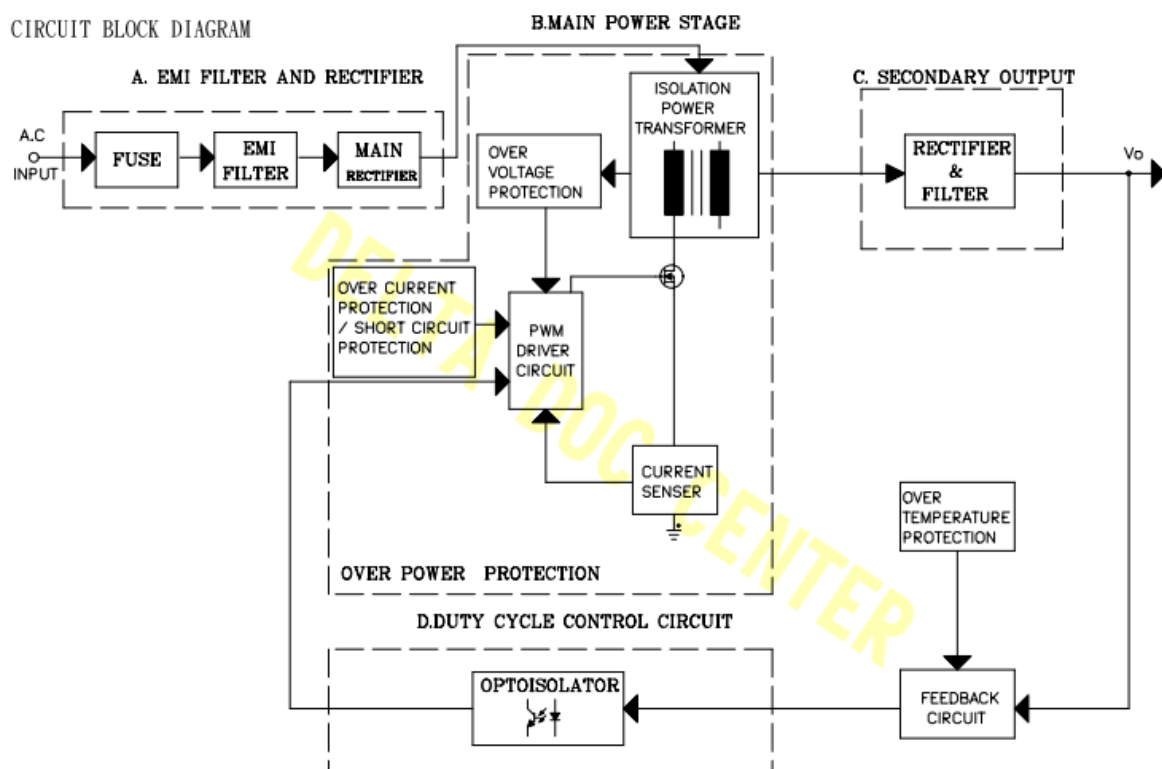 CIRCUIT BLOCK DIAGRAM
B.MAIN POWER STAGE
A. EMI FILTER AND RECTIFIER
C. SECONDARY OUTPUT
A.C
INPUT
FUSE
EMI
FILTER
MAIN
RECTIFIER
OVER
VOLTAGE
PROTECTION
ISOLATION
POWER
TRANSFORMER
RECTIFIER
&
FILTER
Vo
OVER CURRENT
PROTECTION
/ SHORT CIRCUIT
PROTECTION
PWM
DRIVER
CIRCUIT
CURRENT
SENSER
OVER
TEMPERATURE
PROTECTION
OVER POWER PROTECTION
D.DUTY CYCLE CONTROL CIRCUIT
OPTOISOLATOR
FEEDBACK
CIRCUIT
DELTA DOC CENTER